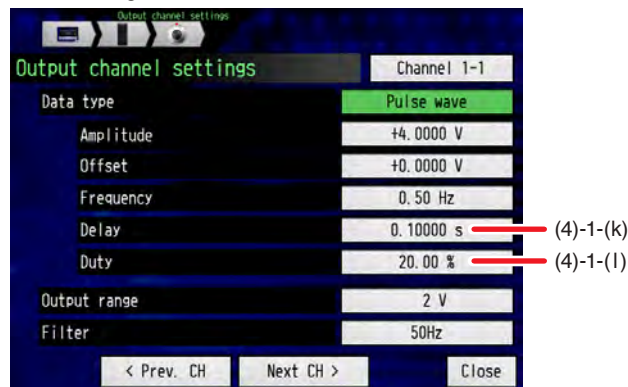 Output channel settings
Output channel settings Channel 1-1
Data type Pulse wave
Amplitude +4.0000 V
Offset +0.0000 V
Frequency 0.50 Hz
Delay 0.10000 s (4)-1-(k)
Duty 20.00 % (4)-1-(l)
Output range 2 V
Filter 50Hz
< Prev. CH Next CH > Close